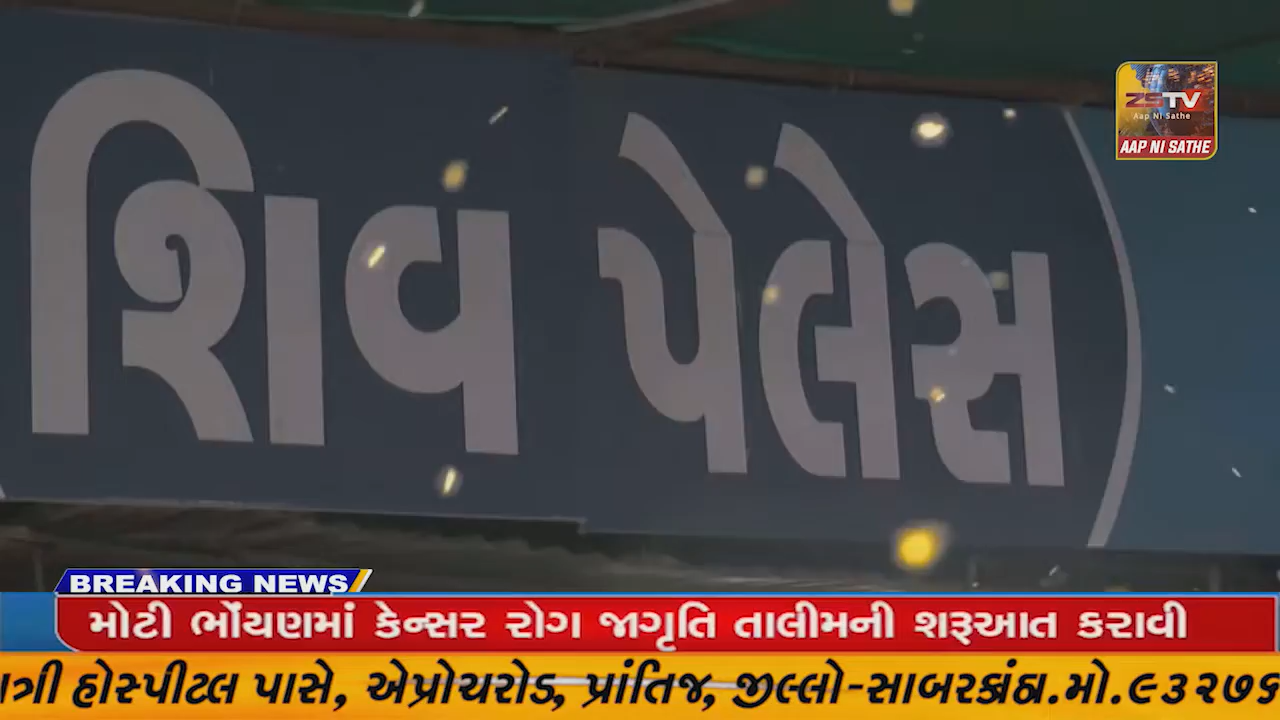 શિવ પેલેસ
ZSTV
Aap Ni Sathe
AAP NI SATHE
BREAKING NEWS
મોટી ભોંયણમાં કેન્સર રોગ જાગૃતિ તાલીમની શરૂઆત કરાવી
હોસ્પીટલ પાસે, એપ્રોચરોડ, પ્રાંતિજ, જીલ્લો-સાબરકાંઠા.મો.૯૩૨૭